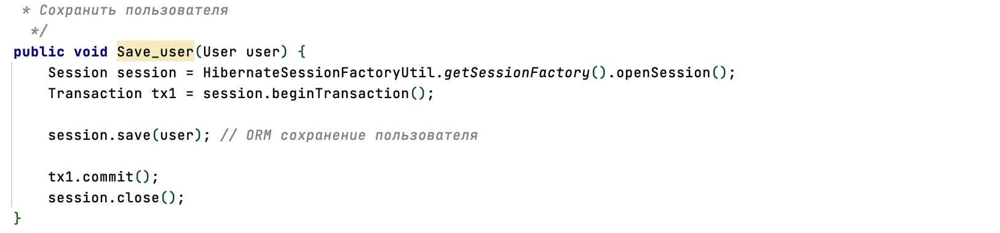 * Сохранить пользователя
*/
public void Save_user(User user) {
Session session = HibernateSessionFactoryUtil.getSessionFactory().openSession();
Transaction tx1 = session.beginTransaction();
session.save(user); // ORM сохранение пользователя
tx1.commit();
session.close();
}